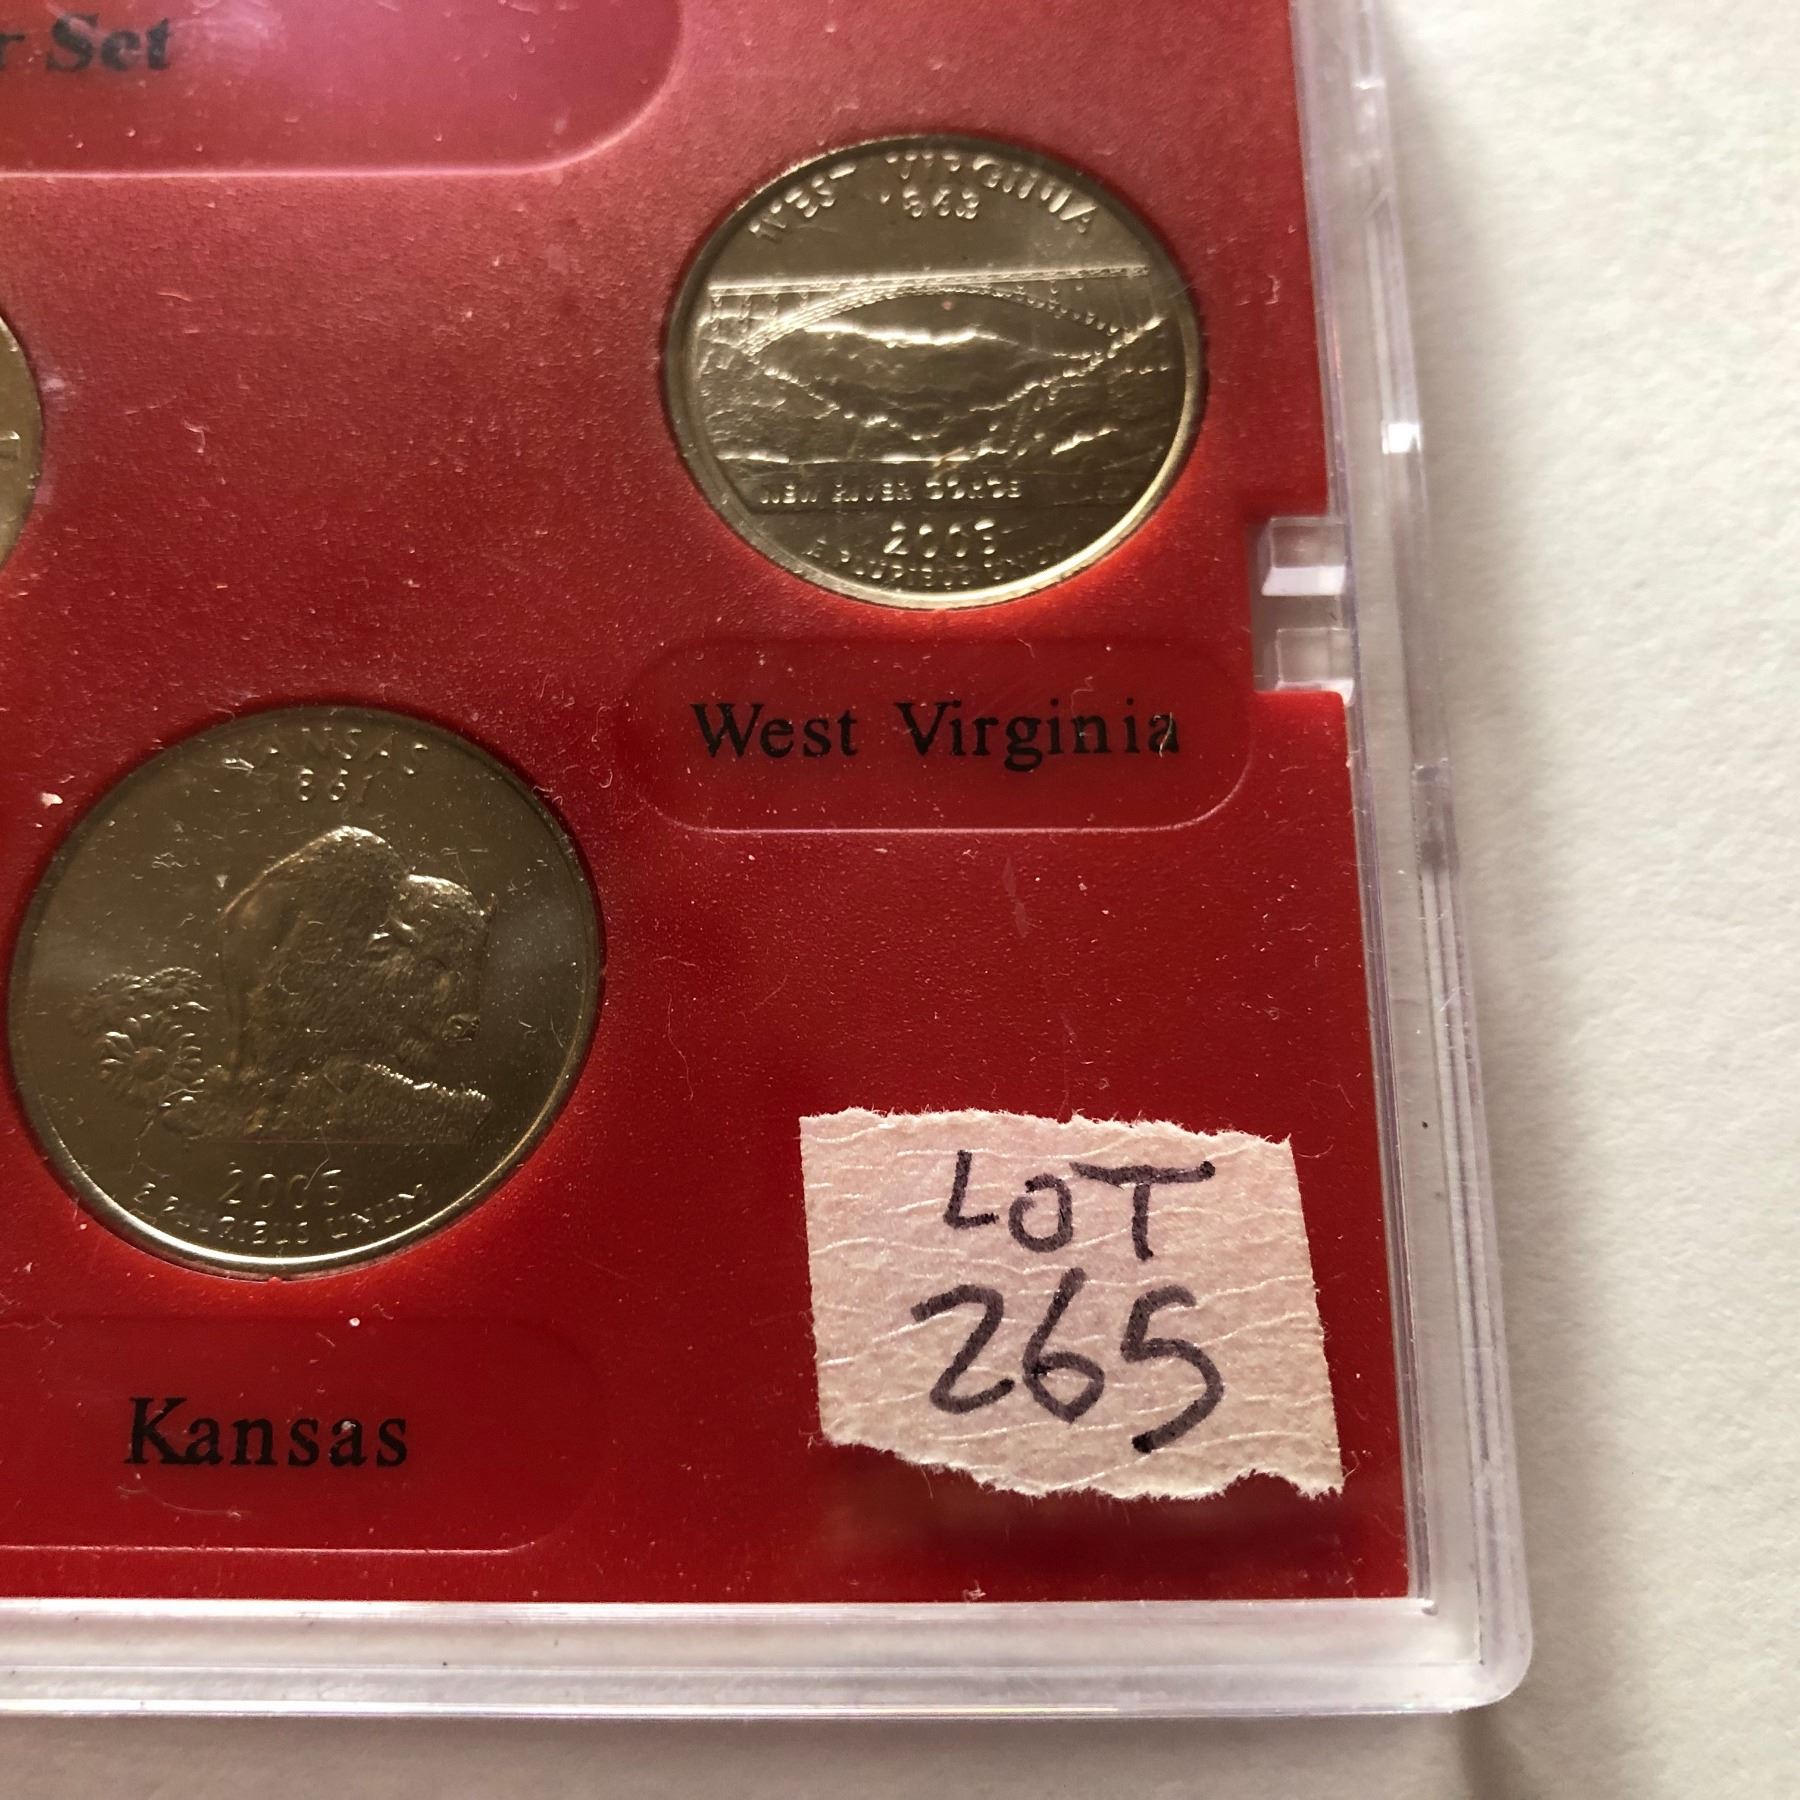 r Set
WEST VIRGINIA
1863
NEW RIVER GORGE
2005
E PLURIBUS UNUM
West Virginia
KANSAS
1861
2005
E PLURIBUS UNUM
Kansas
LOT
265